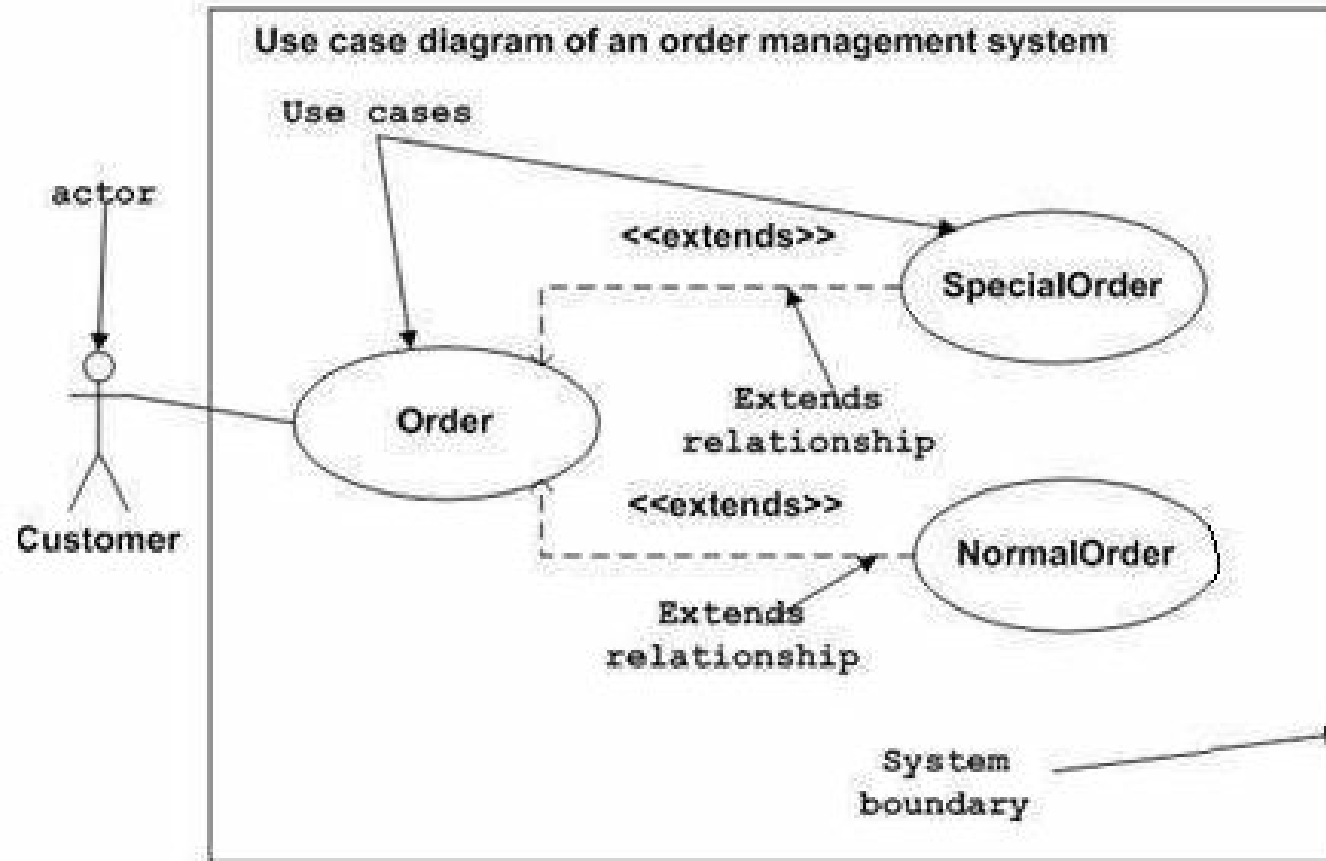 Use case diagram of an order management system
Use cases
actor
<<extends>>
SpecialOrder
Extends
relationship
Order
<<extends>>
Customer
NormalOrder
Extends
relationship
System
boundary